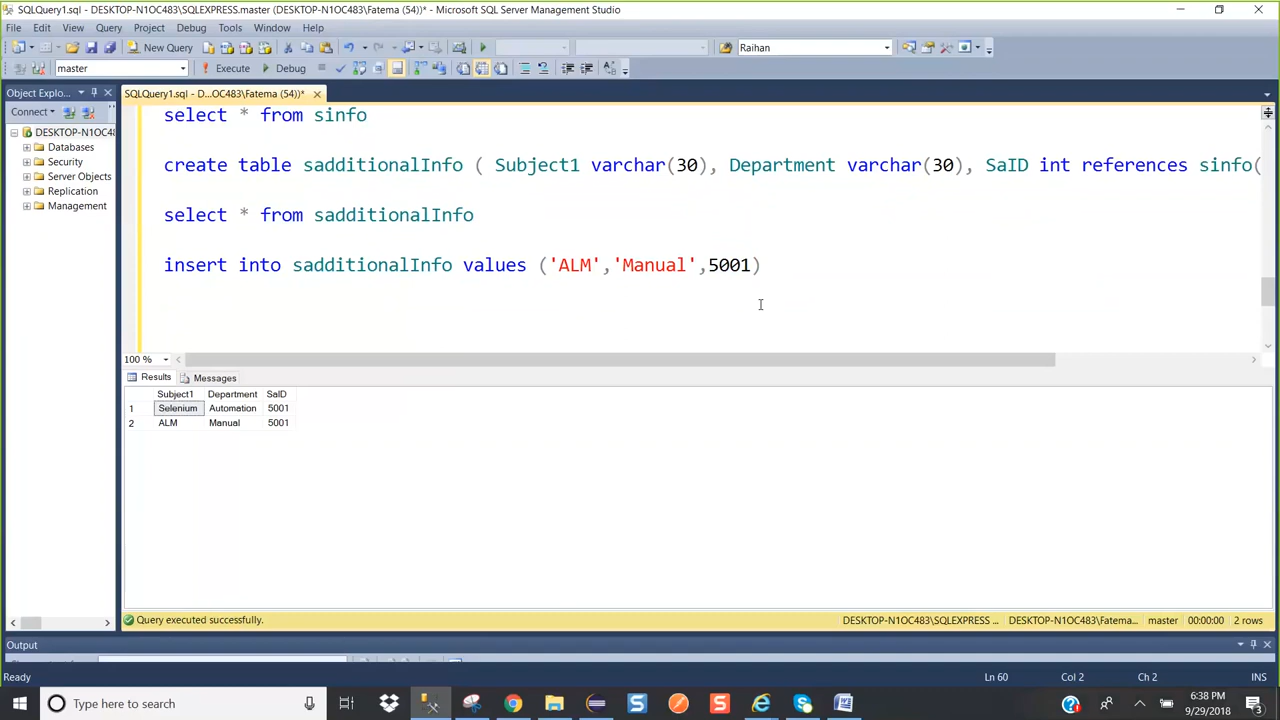 SQLQuery1.sql - DESKTOP-N1OC483\SQLEXPRESS.master (DESKTOP-N1OC483\Fatema (54))* - Microsoft SQL Server Management Studio
File Edit View Query Project Debug Tools Window Help
New Query Raihan
master Execute Debug
Object Explo... SQLQuery1.sql - D...OC483\Fatema (54))*
Connect
DESKTOP-N1OC48
Databases
Security
Server Objects
Replication
Management
select * from sinfo
create table sadditionalInfo ( Subject1 varchar(30), Department varchar(30), SaID int references sinfo(
select * from sadditionalInfo
insert into sadditionalInfo values ('ALM','Manual',5001)
100 %
Results Messages
Subject1 Department SaID
1 Selenium Automation 5001
2 ALM Manual 5001
Query executed successfully. DESKTOP-N1OC483\SQLEXPRESS ... DESKTOP-N1OC483\Fatema... master 00:00:00 2 rows
Output
Ready Ln 60 Col 2 Ch 2 INS
Type here to search 6:38 PM
9/29/2018
3